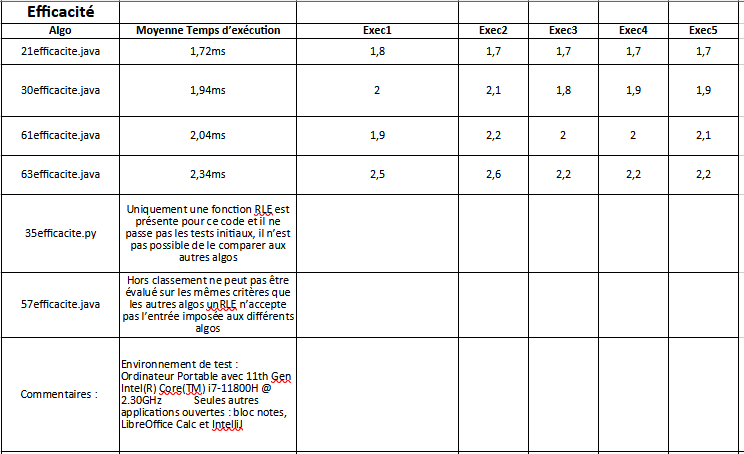 Efficacité
Algo Moyenne Temps d’exécution Exec1 Exec2 Exec3 Exec4 Exec5
21efficacite.java 1,72ms 1,8 1,7 1,7 1,7 1,7
30efficacite.java 1,94ms 2 2,1 1,8 1,9 1,9
61efficacite.java 2,04ms 1,9 2,2 2 2 2,1
63efficacite.java 2,34ms 2,5 2,6 2,2 2,2 2,2
35efficacite.py
Uniquement une fonction RLE est
présente pour ce code et il ne
passe pas les tests initiaux, il n’est
pas possible de le comparer aux
autres algos
57efficacite.java
Hors classement ne peut pas être
évalué sur les mêmes critères que
les autres algos unRLE n’accepte
pas l’entrée imposée aux différents
algos
Commentaires :
Environnement de test :
Ordinateur Portable avec 11th Gen
Intel(R) Core(TM) i7-11800H @
2.30GHz Seules autres
applications ouvertes : bloc notes,
LibreOffice Calc et IntelliJ